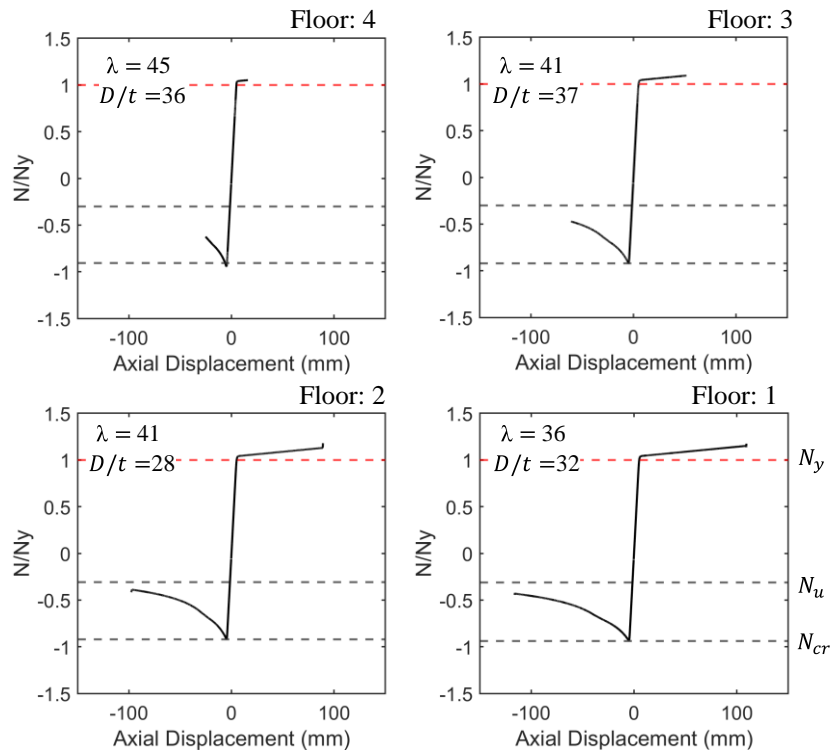 Floor: 4
1.5
1
0.5
0
-0.5
-1
-1.5
λ = 45
D/t =36
N/Ny
-100
0
100
Axial Displacement (mm)
Floor: 3
1.5
1
0.5
0
-0.5
-1
-1.5
λ = 41
D/t =37
N/Ny
-100
0
100
Axial Displacement (mm)
Floor: 2
1.5
1
0.5
0
-0.5
-1
-1.5
λ = 41
D/t =28
N/Ny
-100
0
100
Axial Displacement (mm)
Floor: 1
1.5
1
0.5
0
-0.5
-1
-1.5
λ = 36
D/t =32
N/Ny
-100
0
100
Axial Displacement (mm)
N_y
N_u
N_cr